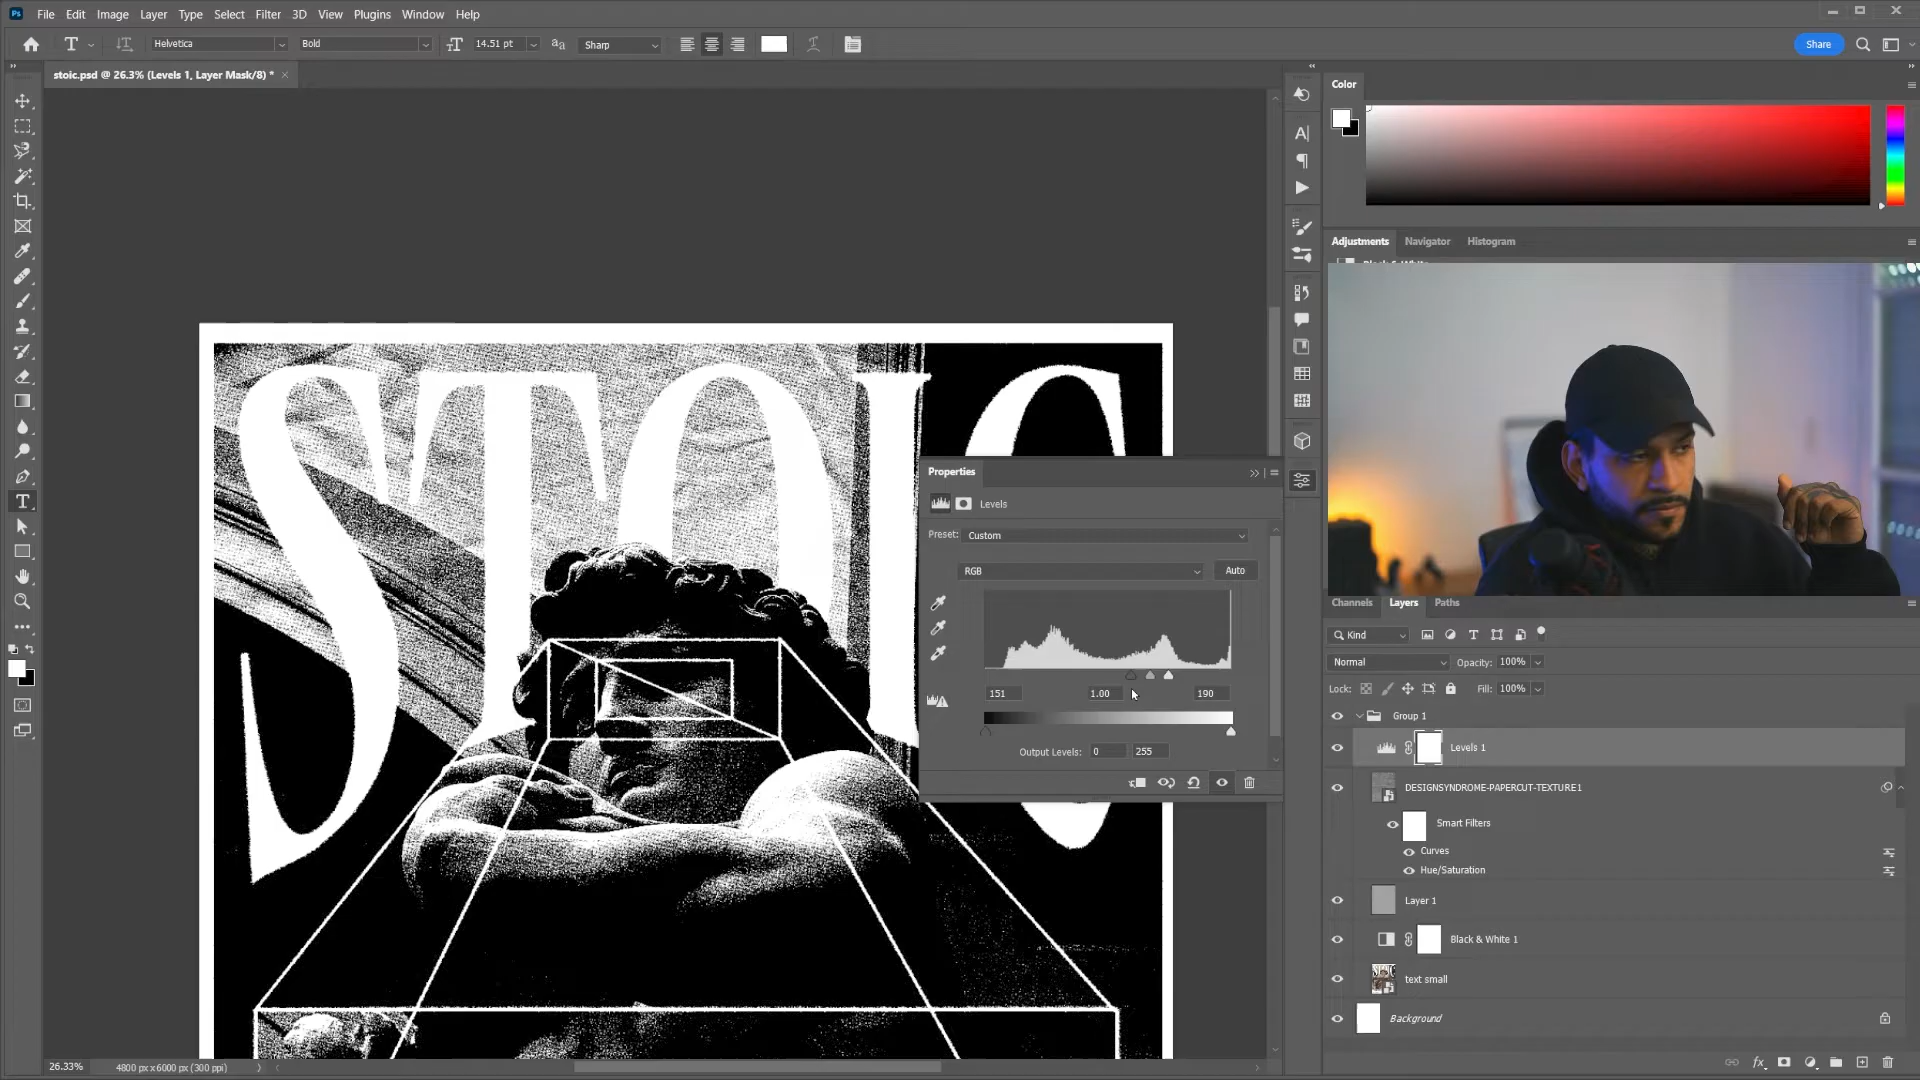 Ps File Edit Image Layer Type Select Filter 3D View Plugins Window Help
T Helvetica Bold 14.51 pt Sharp Share
stoic.psd @ 26.3% (Levels 1, Layer Mask/8) *
STOIC
Properties
Levels
Preset: Custom
RGB Auto
151 1.00 190
Output Levels: 0 255
26.33% 4800 px x 6000 px (300 ppi)
Color
Adjustments Navigator Histogram
Black & White
Channels Layers Paths
Kind
Normal Opacity: 100%
Lock: Fill: 100%
Group 1
Levels 1
DESIGNSYNDROME-PAPERCUT-TEXTURE1
Smart Filters
Curves
Hue/Saturation
Layer 1
Black & White 1
text small
Background
fx